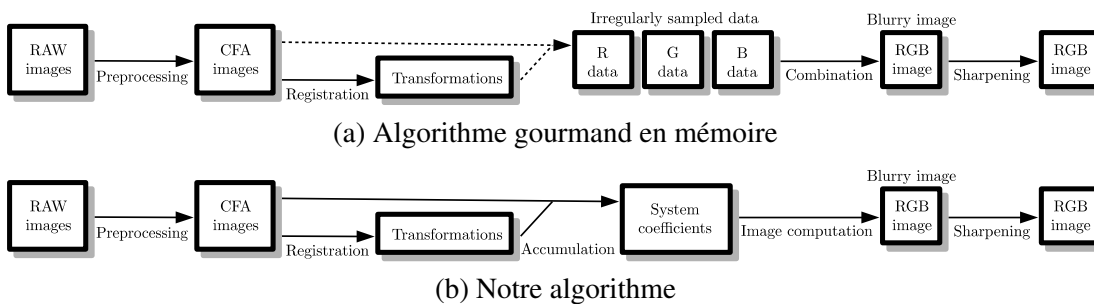 Irregularly sampled data
Blurry image
RAW
images
Preprocessing
CFA
images
Registration
Transformations
R
data
G
data
B
data
Combination
RGB
image
Sharpening
RGB
image
(a) Algorithme gourmand en mémoire
Blurry image
RAW
images
Preprocessing
CFA
images
Registration
Transformations
Accumulation
System
coefficients
Image computation
RGB
image
Sharpening
RGB
image
(b) Notre algorithme